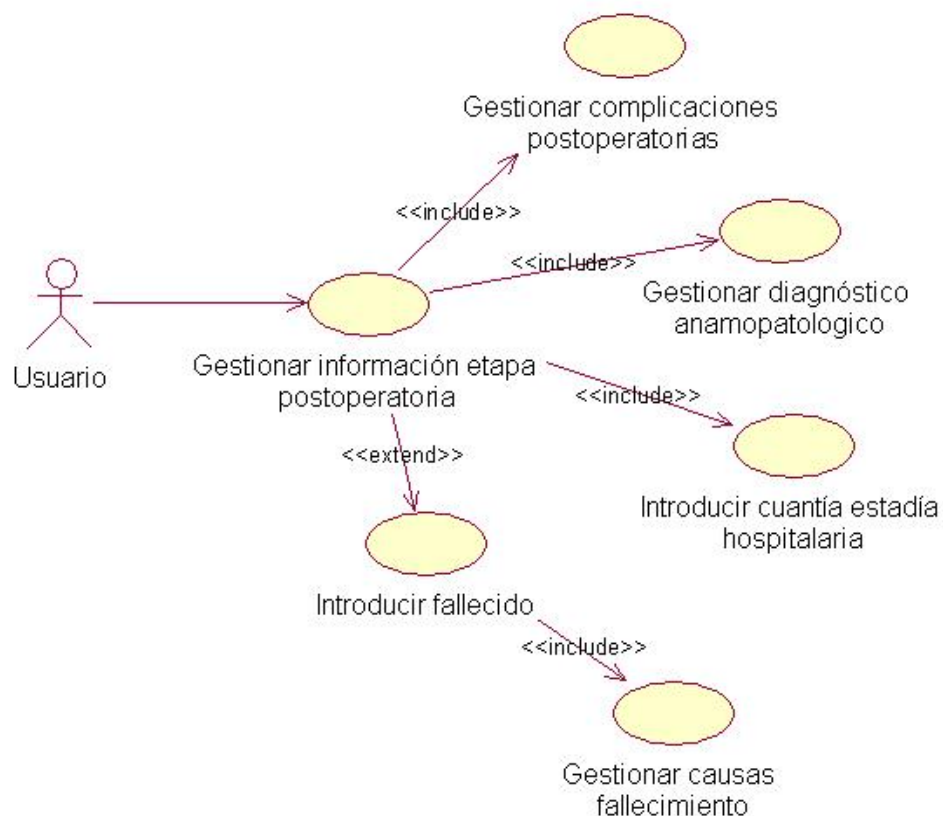 Gestionar complicaciones
postoperatorias
<<include>>
<<include>>
Gestionar diagnóstico
anamopatologico
Usuario
Gestionar información etapa
postoperatoria
<<include>>
<<extend>>
Introducir cuantía estadía
hospitalaria
Introducir fallecido
<<include>>
Gestionar causas
fallecimiento